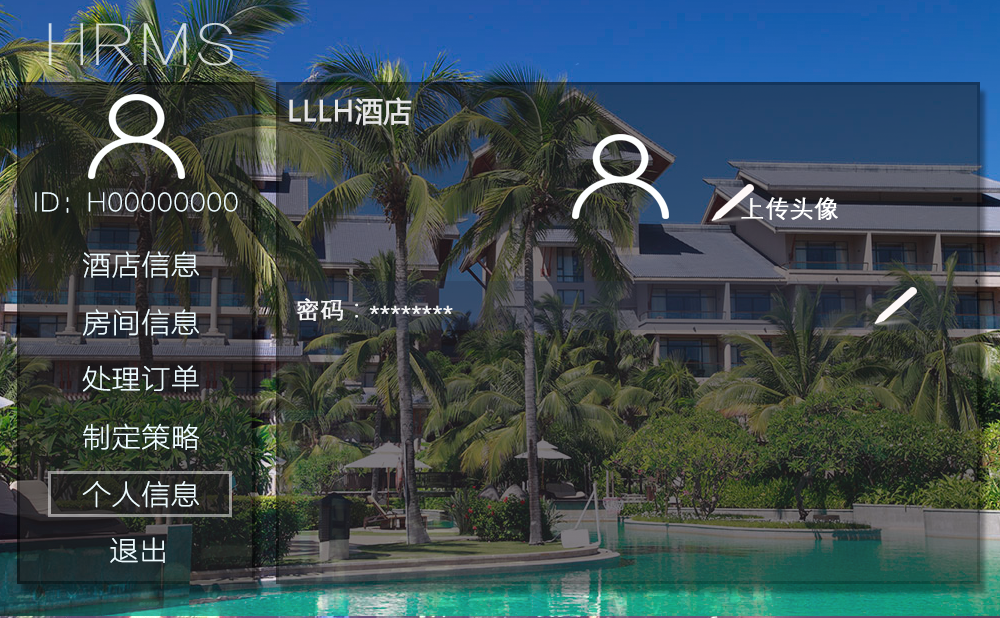 HRMS
ID：H00000000
酒店信息
房间信息
处理订单
制定策略
个人信息
退出
LLLH酒店
上传头像
密码：********